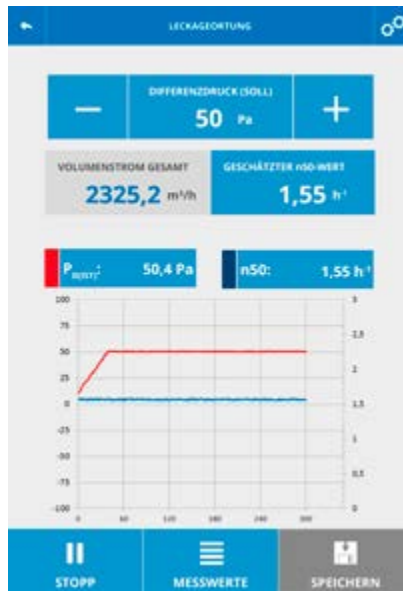 LECKAGEORTUNG
DIFFERENZDRUCK (SOLL)
50 Pa
VOLUMENSTROM GESAMT
2325,2 m³/h
GESCHÄTZTER n50-WERT
1,55 h⁻¹
50,4 Pa
n50: 1,55 h⁻¹
100
75
50
25
0
-25
-50
-75
-100
3
2,5
2
1,5
1
0,5
0
0 60 120 180 240 300
STOPP
MESSWERTE
SPEICHERN